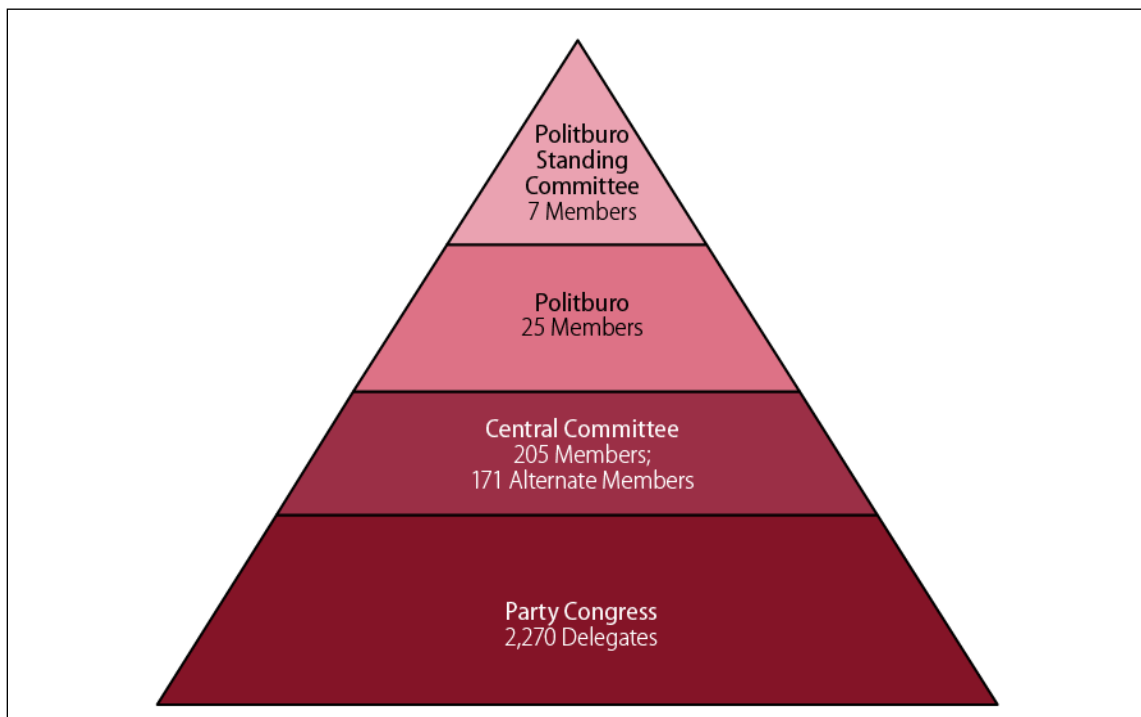 Politburo
Standing
Committee
7 Members
Politburo
25 Members
Central Committee
205 Members;
171 Alternate Members
Party Congress
2,270 Delegates